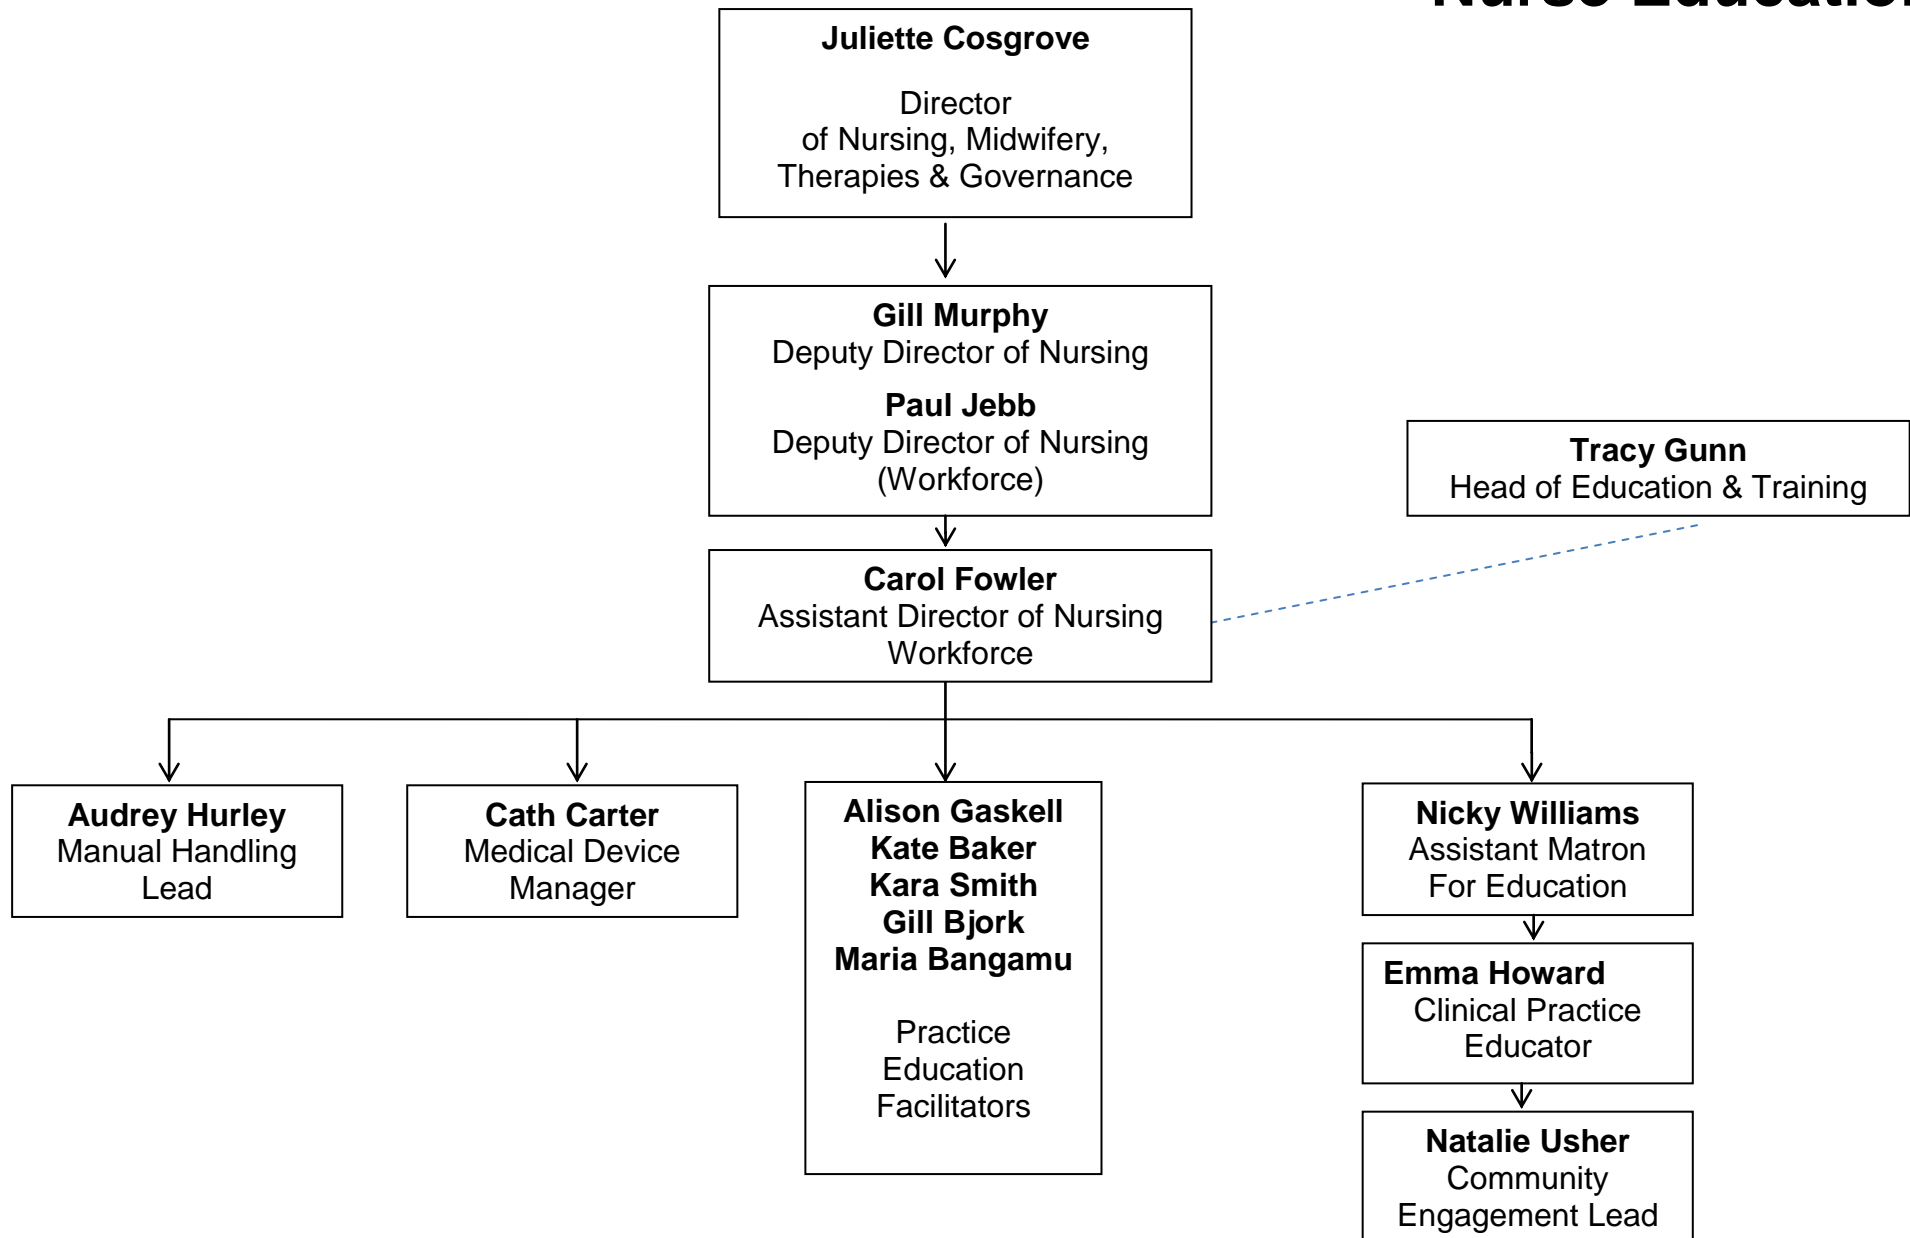 Nurse Education
Juliette Cosgrove
Director
of Nursing, Midwifery,
Therapies & Governance
Gill Murphy
Deputy Director of Nursing
Paul Jebb
Deputy Director of Nursing
(Workforce)
Tracy Gunn
Head of Education & Training
Carol Fowler
Assistant Director of Nursing
Workforce
Audrey Hurley
Manual Handling
Lead
Cath Carter
Medical Device
Manager
Alison Gaskell
Kate Baker
Kara Smith
Gill Bjork
Maria Bangamu
Practice
Education
Facilitators
Nicky Williams
Assistant Matron
For Education
Emma Howard
Clinical Practice
Educator
Natalie Usher
Community
Engagement Lead